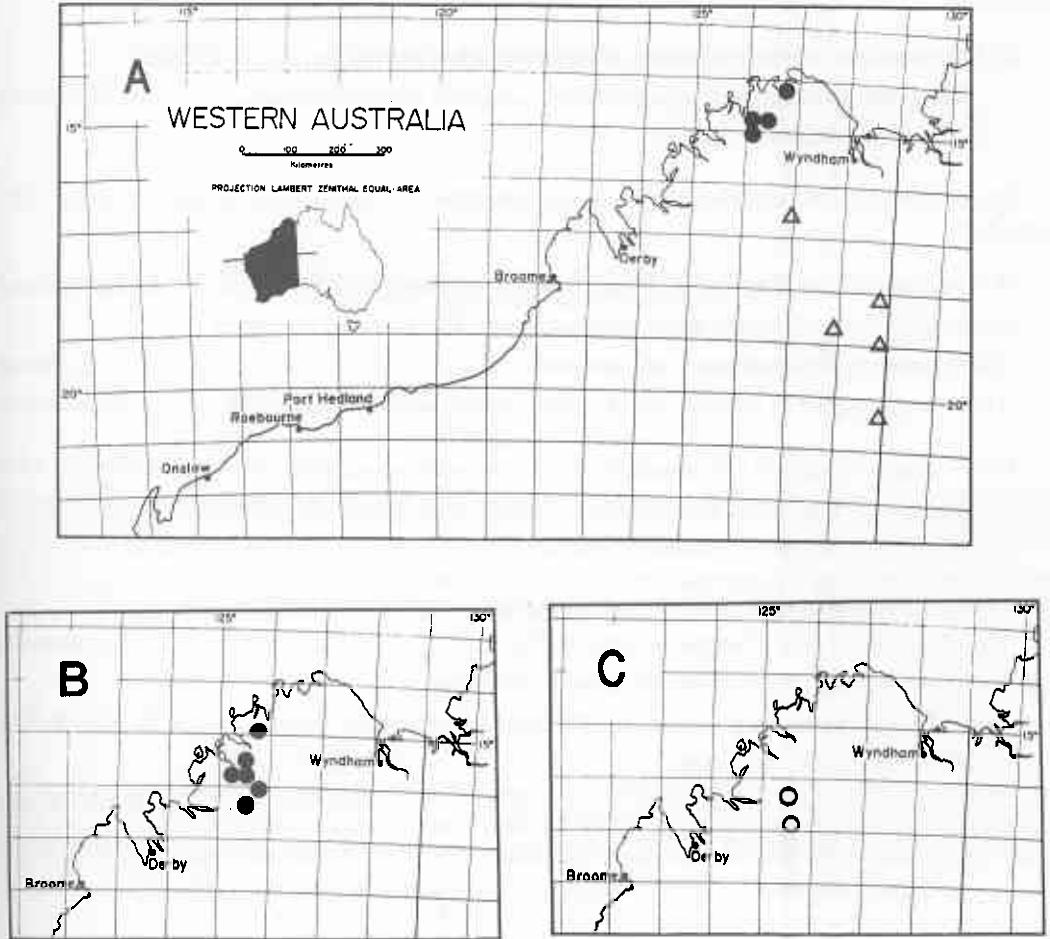 115° 120° 125° 130°
A
WESTERN AUSTRALIA
15°
0 100 200 300
Kilometres
PROJECTION LAMBERT ZENITHAL EQUAL-AREA
Wyndham
15°
Derby
Broome
20°
Port Hedland
20°
Roebourne
Onslow
125° 130°
B
15°
Wyndham
Derby
Broome
125° 130°
C
15°
Wyndham
Derby
Broome